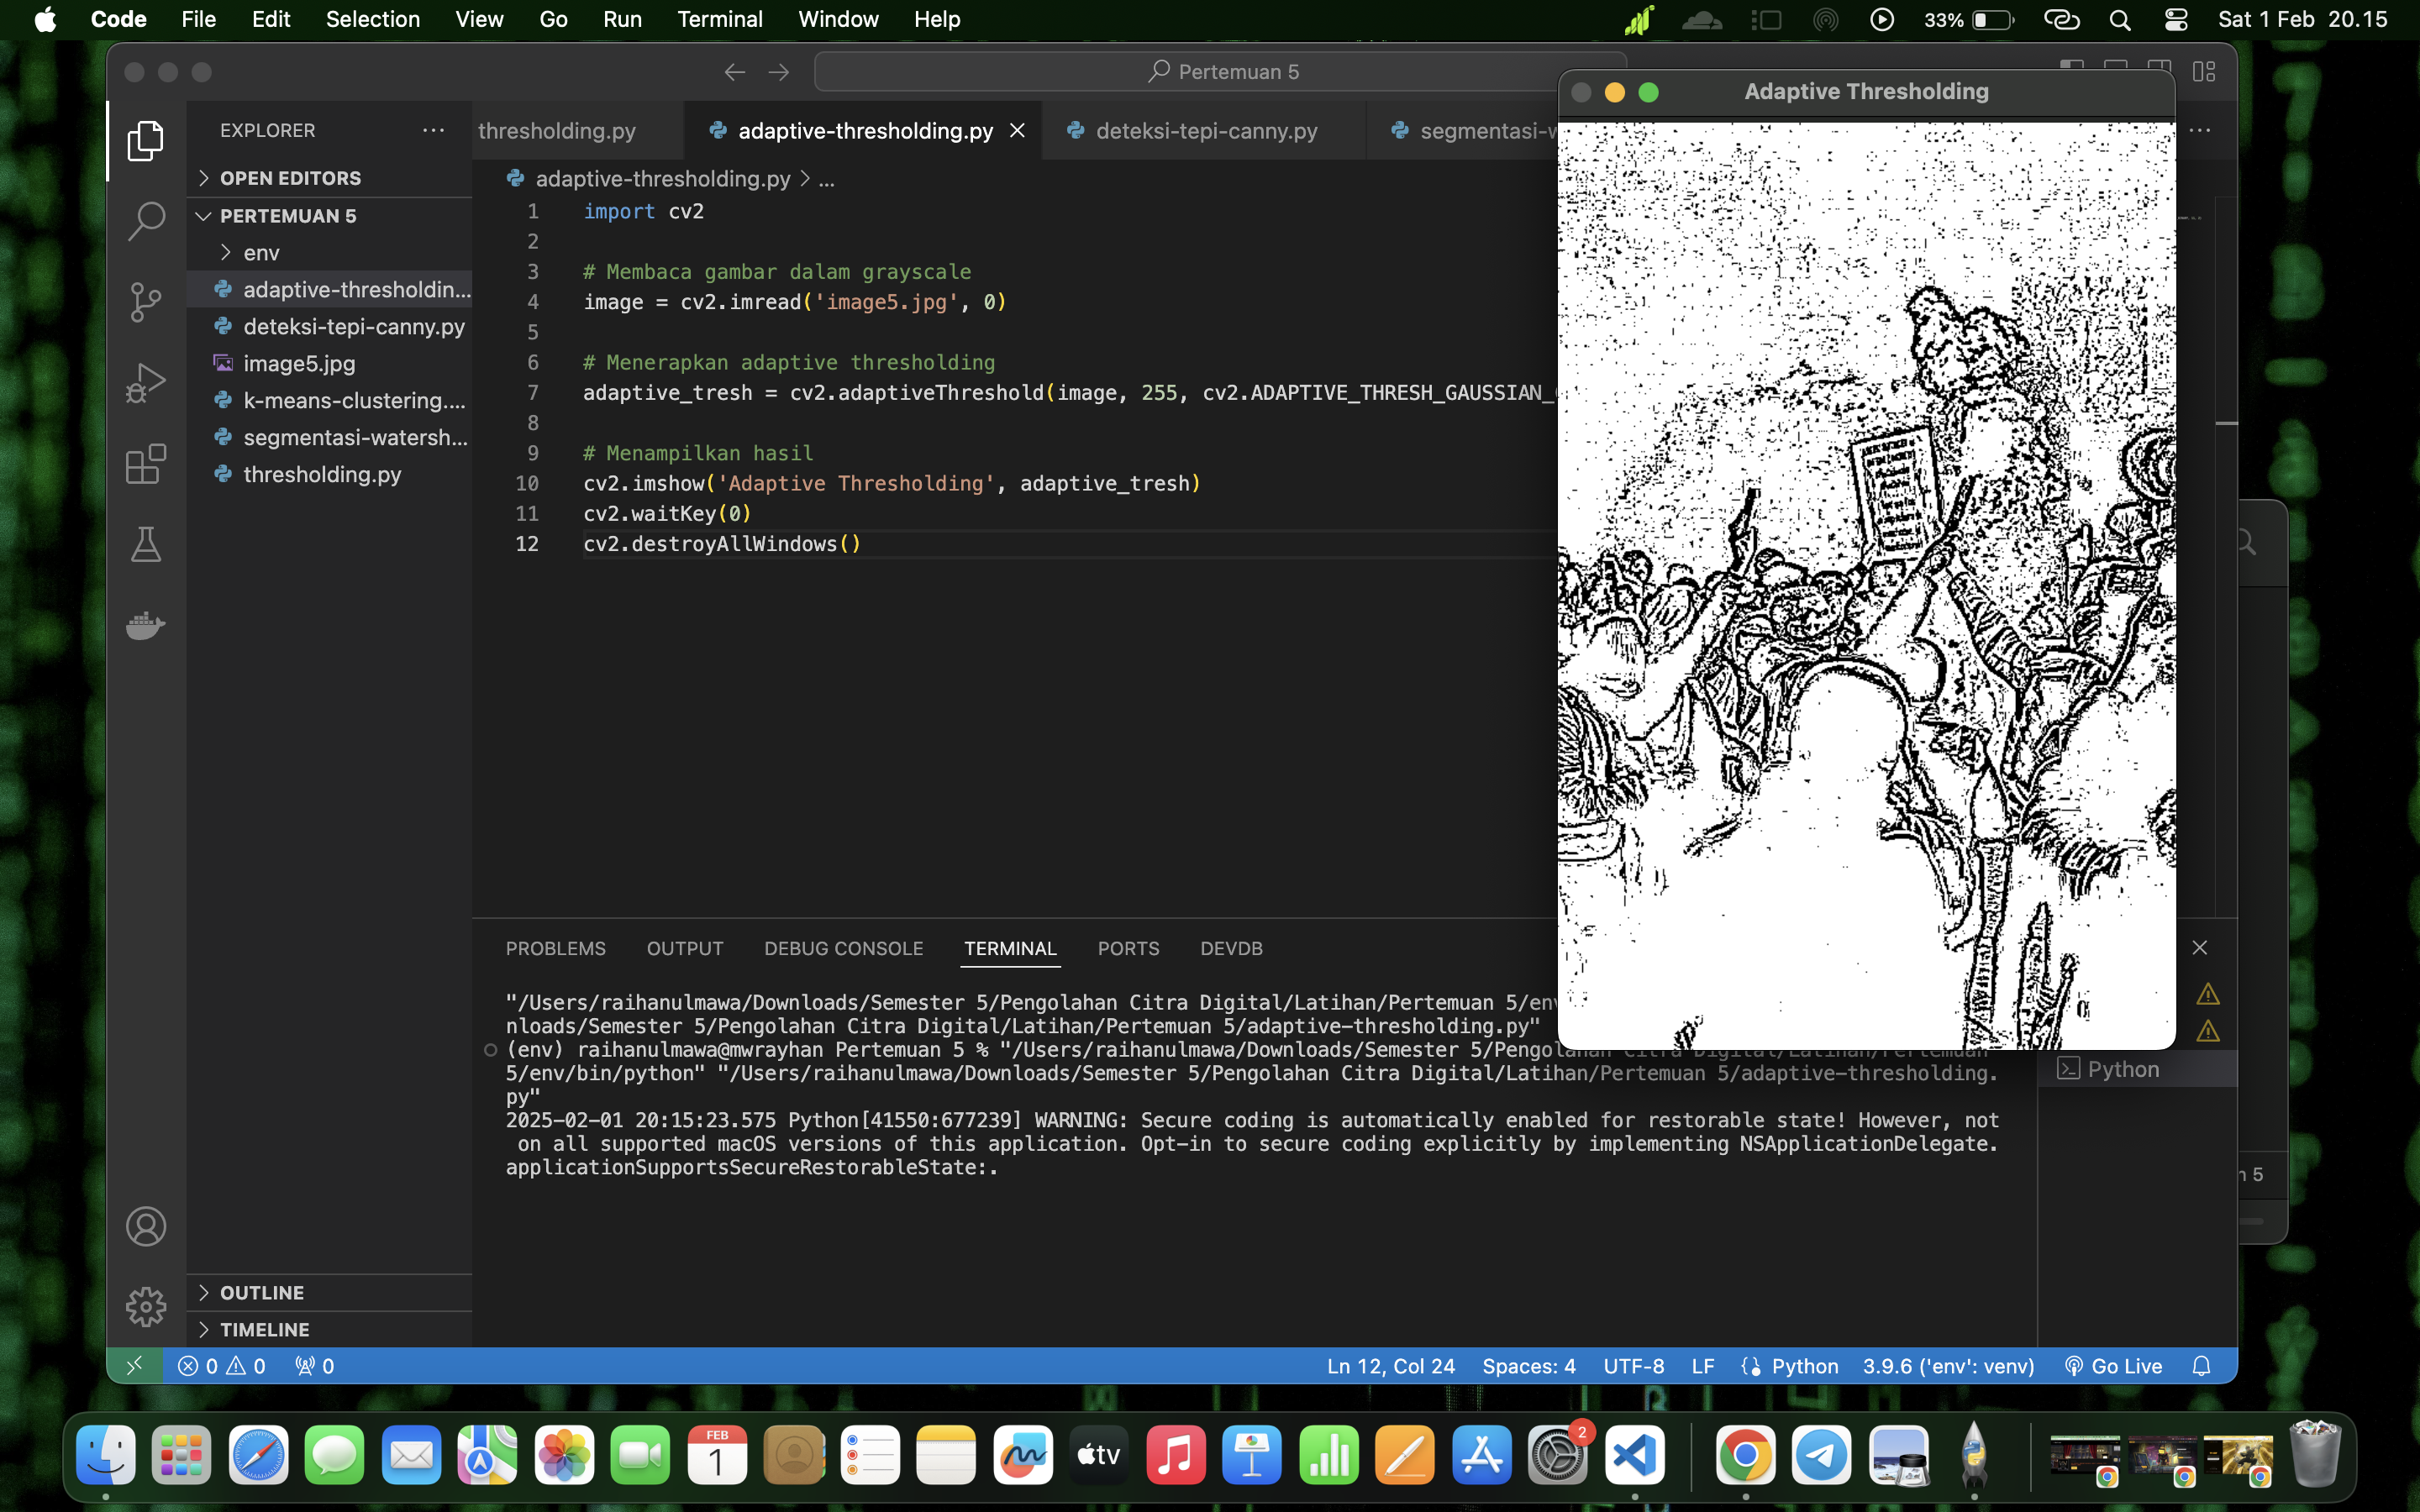 Code File Edit Selection View Go Run Terminal Window Help 33% Sat 1 Feb 20.15
Pertemuan 5
Adaptive Thresholding
EXPLORER
thresholding.py
adaptive-thresholding.py
deteksi-tepi-canny.py
segmentasi-w
OPEN EDITORS
adaptive-thresholding.py > ...
PERTEMUAN 5
env
adaptive-thresholdin...
deteksi-tepi-canny.py
image5.jpg
k-means-clustering....
segmentasi-watersh...
thresholding.py
1 import cv2
2
3 # Membaca gambar dalam grayscale
4 image = cv2.imread('image5.jpg', 0)
5
6 # Menerapkan adaptive thresholding
7 adaptive_tresh = cv2.adaptiveThreshold(image, 255, cv2.ADAPTIVE_THRESH_GAUSSIAN_
8
9 # Menampilkan hasil
10 cv2.imshow('Adaptive Thresholding', adaptive_tresh)
11 cv2.waitKey(0)
12 cv2.destroyAllWindows()
PROBLEMS OUTPUT DEBUG CONSOLE TERMINAL PORTS DEVDB
"/Users/raihanulmawa/Downloads/Semester 5/Pengolahan Citra Digital/Latihan/Pertemuan 5/env
nloads/Semester 5/Pengolahan Citra Digital/Latihan/Pertemuan 5/adaptive-thresholding.py"
(env) raihanulmawa@mwrayhan Pertemuan 5 % "/Users/raihanulmawa/Downloads/Semester 5/Pengolahan Citra Digital/Latihan/Pertemuan
5/env/bin/python" "/Users/raihanulmawa/Downloads/Semester 5/Pengolahan Citra Digital/Latihan/Pertemuan 5/adaptive-thresholding.
py"
2025-02-01 20:15:23.575 Python[41550:677239] WARNING: Secure coding is automatically enabled for restorable state! However, not
on all supported macOS versions of this application. Opt-in to secure coding explicitly by implementing NSApplicationDelegate.
applicationSupportsSecureRestorableState:.
Python
n 5
OUTLINE
TIMELINE
0 0 0
Ln 12, Col 24 Spaces: 4 UTF-8 LF Python 3.9.6 ('env': venv) Go Live
FEB
1
tv
2